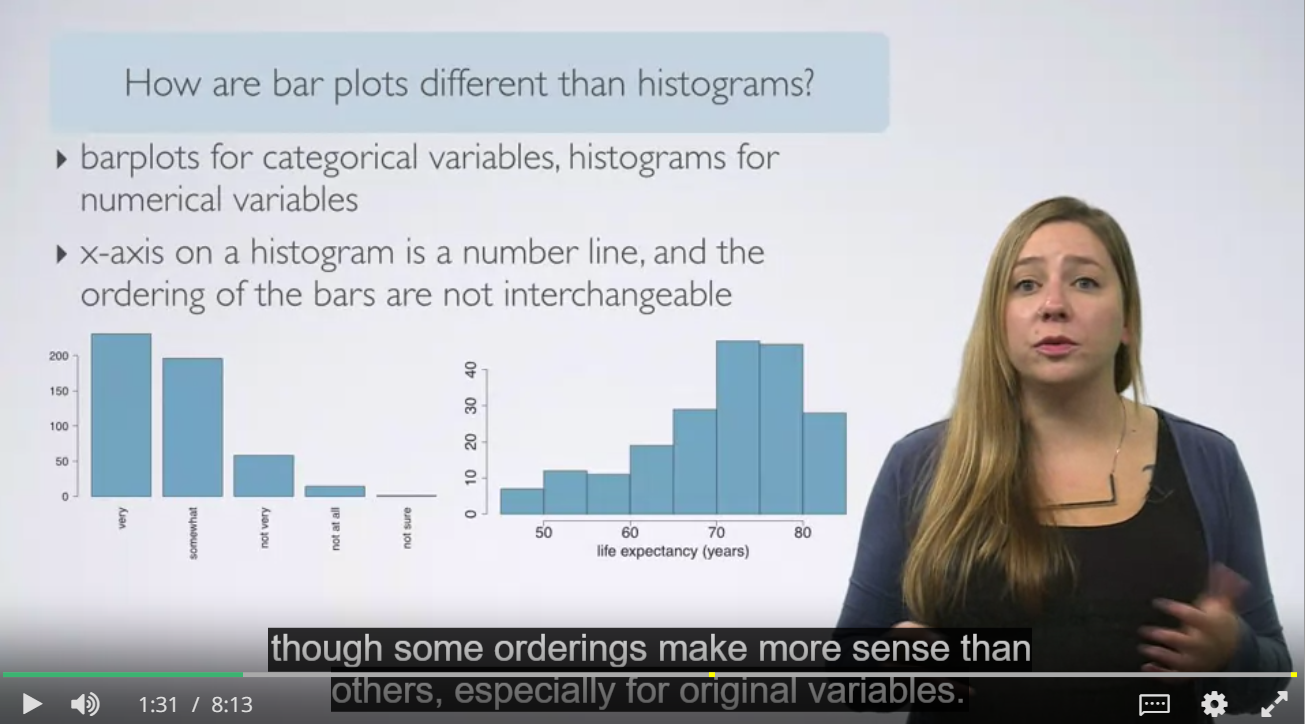 How are bar plots different than histograms?
barplots for categorical variables, histograms for
numerical variables
x-axis on a histogram is a number line, and the
ordering of the bars are not interchangeable
200
150
100
50
0
very
somewhat
not very
not at all
not sure
40
30
20
10
0
50 60 70 80
life expectancy (years)
though some orderings make more sense than
others, especially for original variables.
1:31 / 8:13